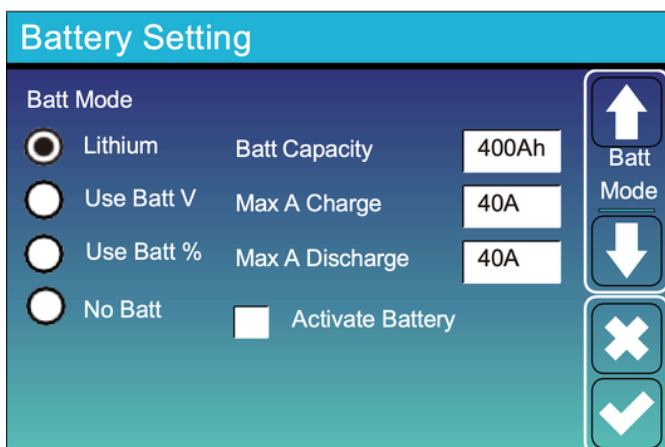 Battery Setting
Batt Mode
Lithium
Batt Capacity
400Ah
Use Batt V
Max A Charge
40A
Use Batt %
Max A Discharge
40A
No Batt
Activate Battery
Batt
Mode